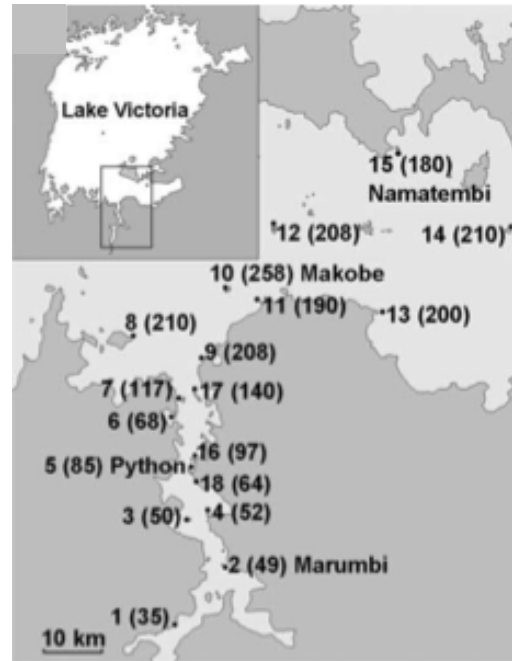 Lake Victoria
15 (180)
Namatembi
12 (208)
14 (210)
10 (258) Makobe
11 (190)
13 (200)
8 (210)
9 (208)
7 (117)
17 (140)
6 (68)
16 (97)
5 (85) Python
18 (64)
3 (50)
4 (52)
2 (49) Marumbi
1 (35)
10 km